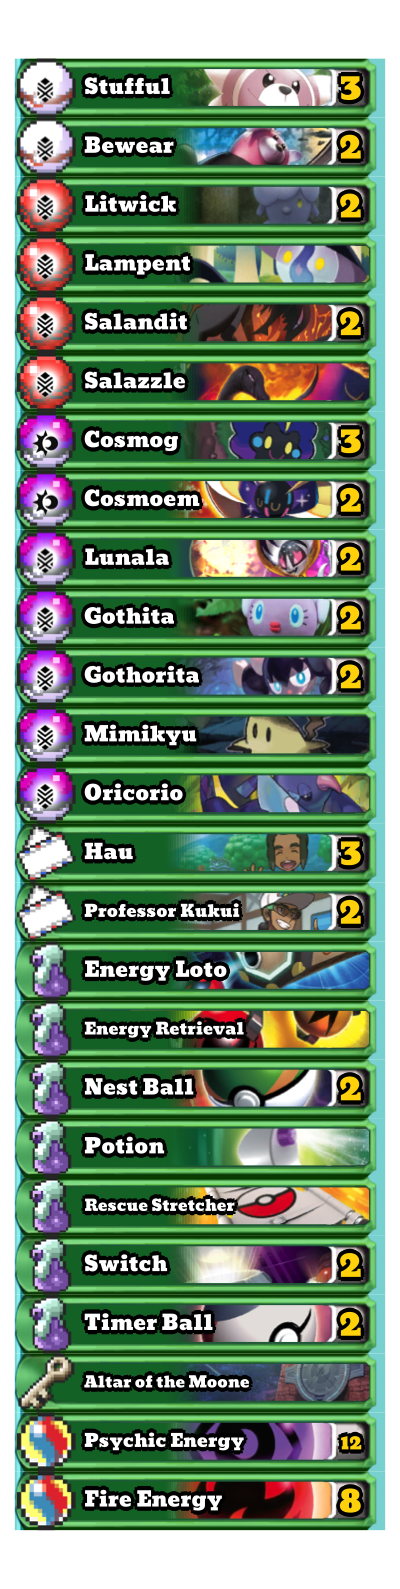 Stufful 3
Bewear 2
Litwick 2
Lampent
Salandit 2
Salazzle
Cosmog 3
Cosmoem 2
Lunala 2
Gothita 2
Gothorita 2
Mimikyu
Oricorio
Hau 3
Professor Kukui 2
Energy Loto
Energy Retrieval
Nest Ball 2
Potion
Rescue Stretcher
Switch 2
Timer Ball 2
Altar of the Moone
Psychic Energy 12
Fire Energy 8